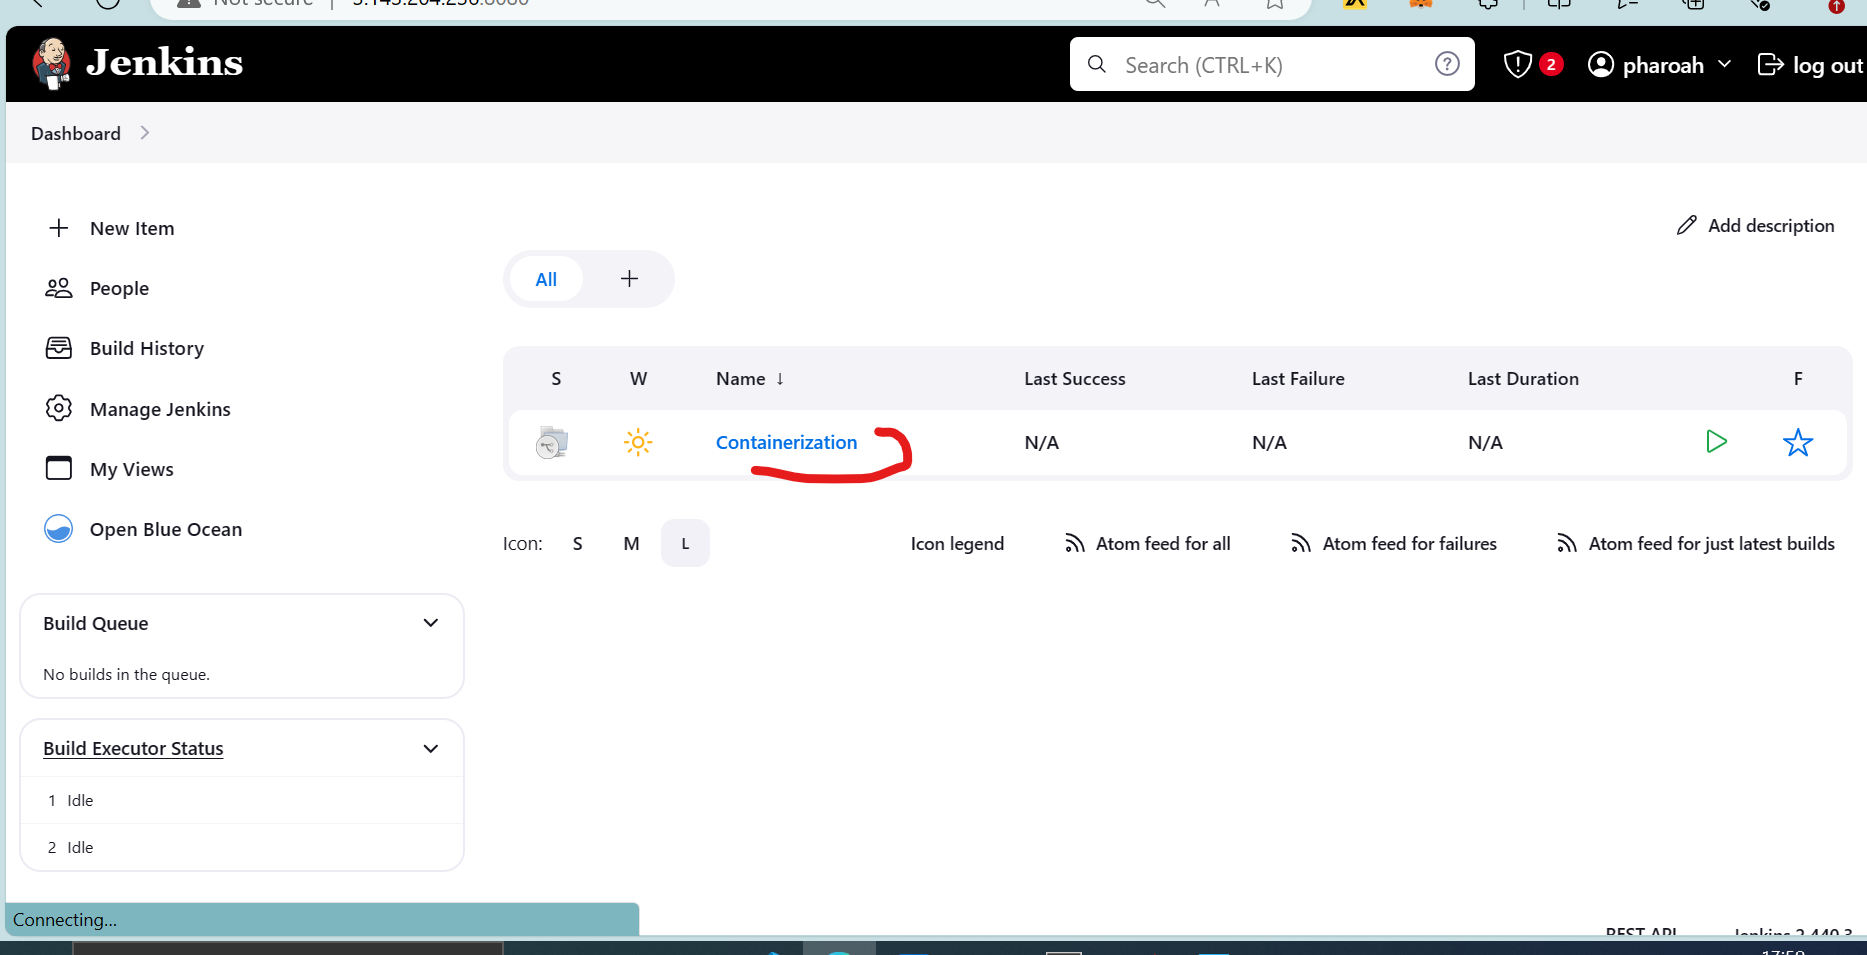 Not secure
Jenkins
Search (CTRL+K)
2
pharoah
log out
Dashboard
New Item
People
Build History
Manage Jenkins
My Views
Open Blue Ocean
Add description
All
S W Name ↓ Last Success Last Failure Last Duration F
Containerization N/A N/A N/A
Icon: S M L
Icon legend
Atom feed for all
Atom feed for failures
Atom feed for just latest builds
Build Queue
No builds in the queue.
Build Executor Status
1 Idle
2 Idle
Connecting...
REST API
Jenkins 2.440.3